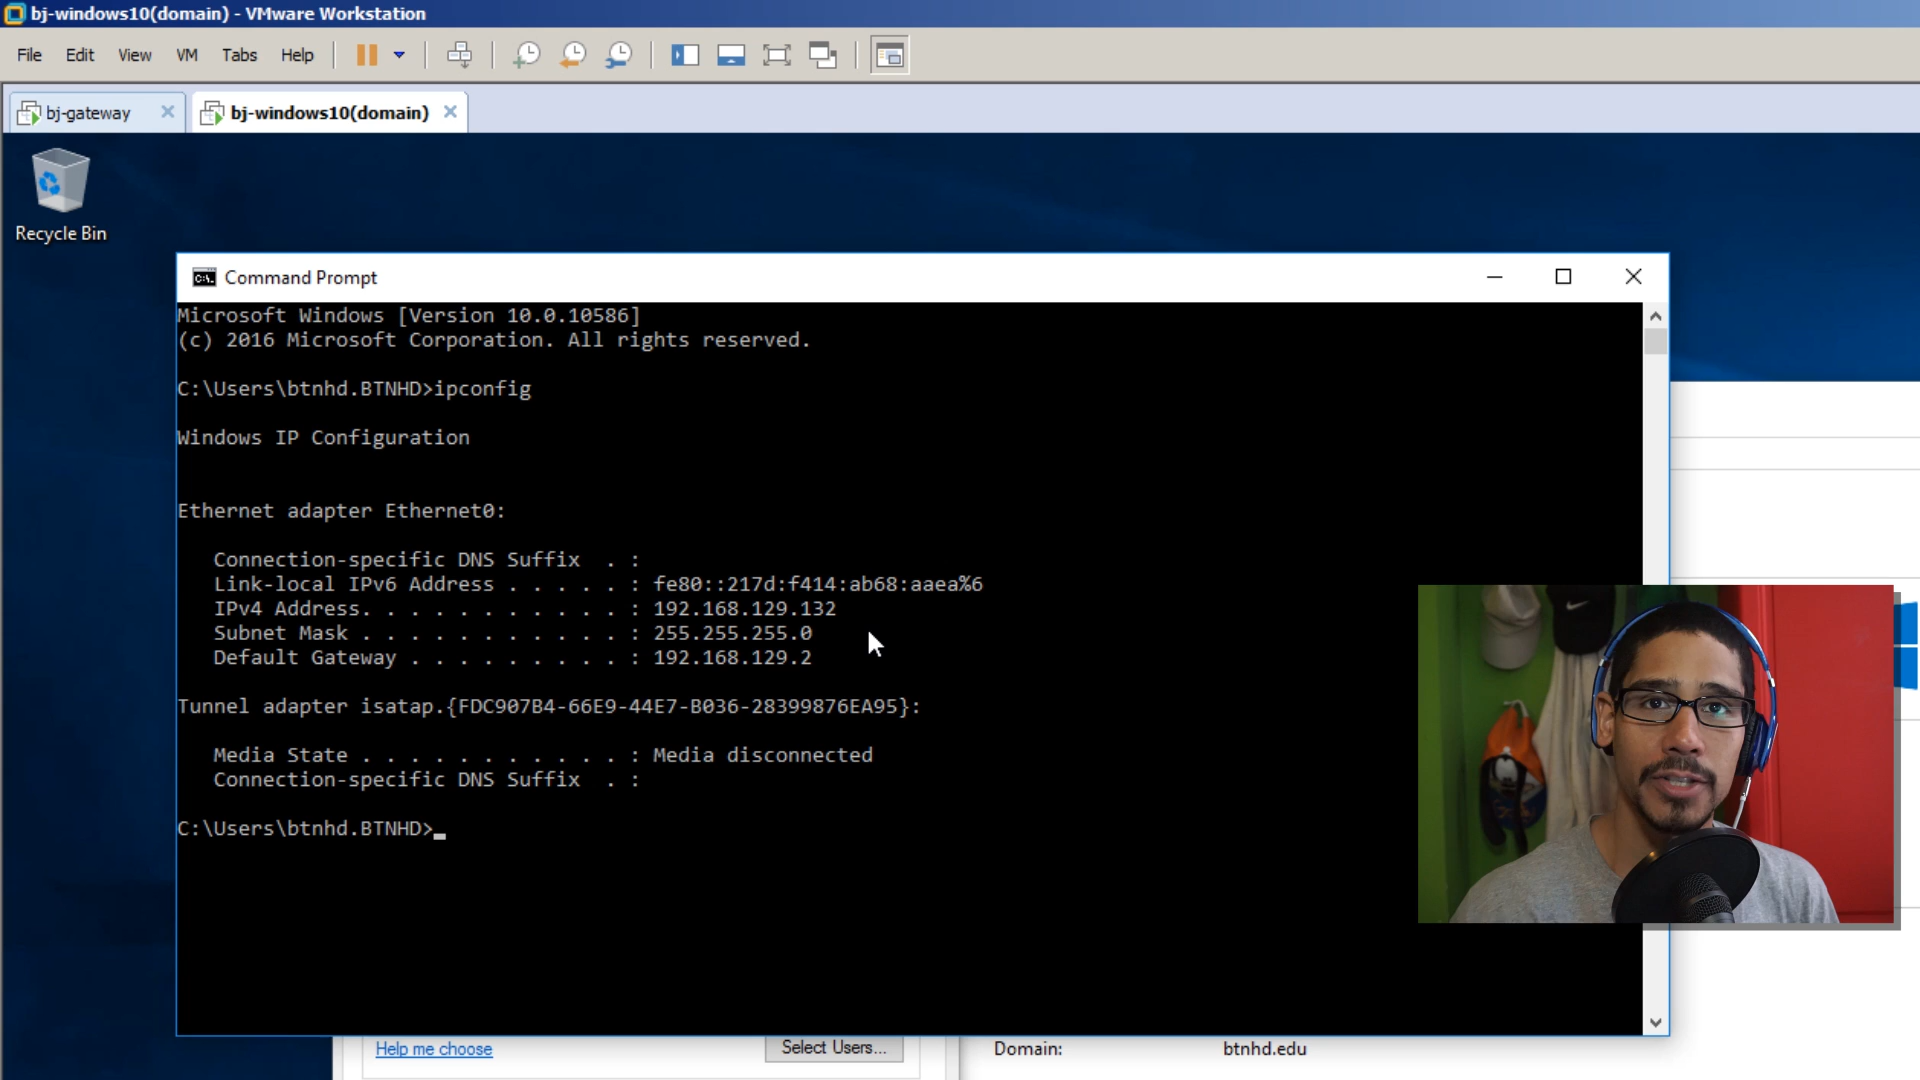 bj-windows10(domain) - VMware Workstation
File Edit View VM Tabs Help
bj-gateway bj-windows10(domain)
Recycle Bin
Command Prompt
Microsoft Windows [Version 10.0.10586]
(c) 2016 Microsoft Corporation. All rights reserved.
C:\Users\btnhd.BTNHD>ipconfig
Windows IP Configuration
Ethernet adapter Ethernet0:
Connection-specific DNS Suffix . :
Link-local IPv6 Address . . . . . : fe80::217d:f414:ab68:aaea%6
IPv4 Address. . . . . . . . . . . : 192.168.129.132
Subnet Mask . . . . . . . . . . . : 255.255.255.0
Default Gateway . . . . . . . . . : 192.168.129.2
Tunnel adapter isatap.{FDC907B4-66E9-44E7-B036-28399876EA95}:
Media State . . . . . . . . . . . : Media disconnected
Connection-specific DNS Suffix . :
C:\Users\btnhd.BTNHD>_
Help me choose Select Users... Domain: btnhd.edu